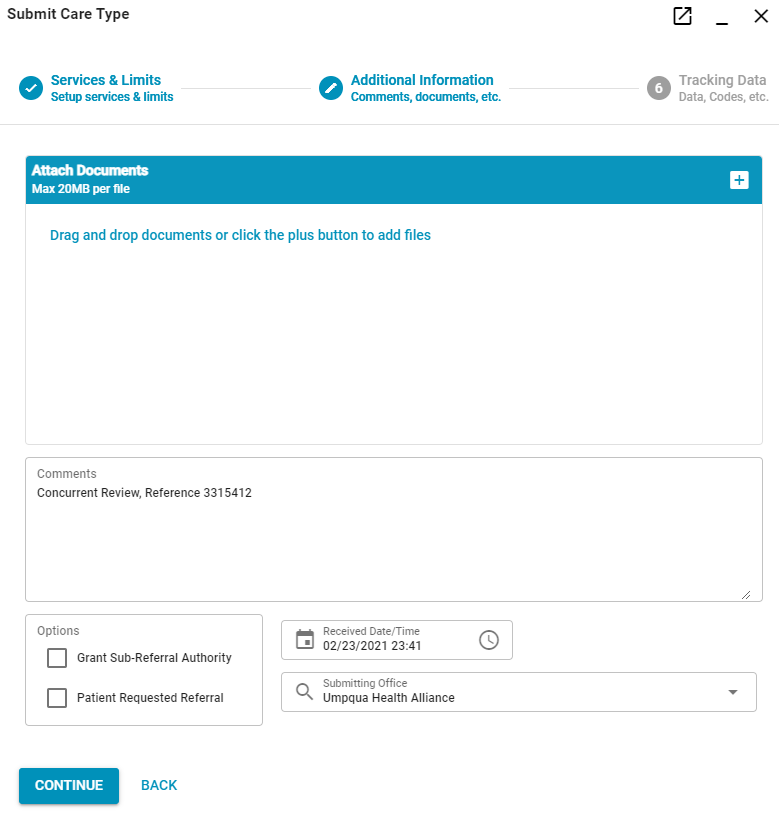 Submit Care Type
Services & Limits
Setup services & limits
Additional Information
Comments, documents, etc.
6
Tracking Data
Data, Codes, etc.
Attach Documents
Max 20MB per file
Drag and drop documents or click the plus button to add files
Comments
Concurrent Review, Reference 3315412
Options
Grant Sub-Referral Authority
Patient Requested Referral
Received Date/Time
02/23/2021 23:41
Submitting Office
Umpqua Health Alliance
CONTINUE
BACK